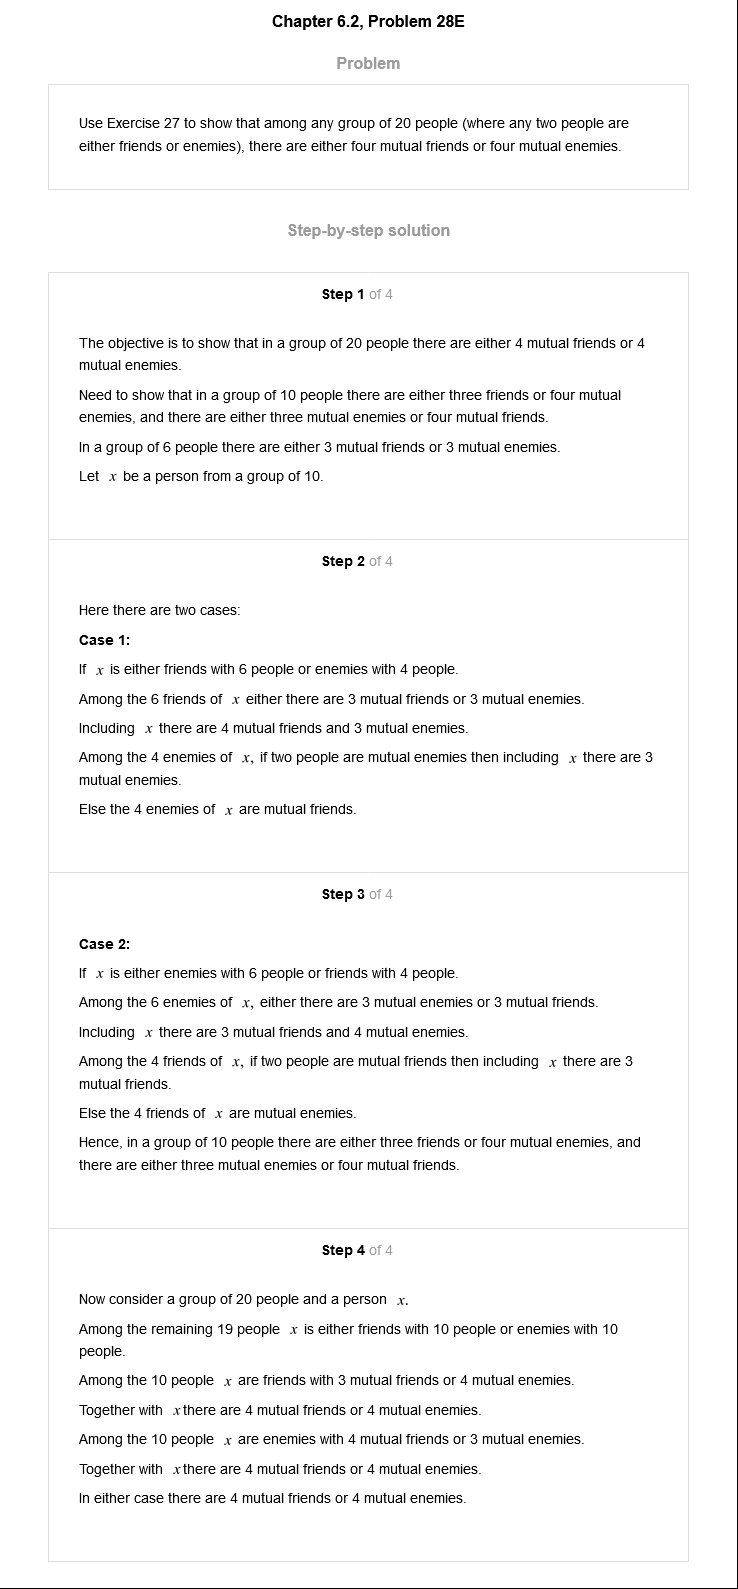 Chapter 6.2, Problem 28E
Problem
Use Exercise 27 to show that among any group of 20 people (where any two people are
either friends or enemies), there are either four mutual friends or four mutual enemies.
Step-by-step solution
Step 1 of 4
The objective is to show that in a group of 20 people there are either 4 mutual friends or 4
mutual enemies.
Need to show that in a group of 10 people there are either three friends or four mutual
enemies, and there are either three mutual enemies or four mutual friends.
In a group of 6 people there are either 3 mutual friends or 3 mutual enemies.
Let x be a person from a group of 10.
Step 2 of 4
Here there are two cases:
Case 1:
If x is either friends with 6 people or enemies with 4 people.
Among the 6 friends of x either there are 3 mutual friends or 3 mutual enemies.
Including x there are 4 mutual friends and 3 mutual enemies.
Among the 4 enemies of x, if two people are mutual enemies then including x there are 3
mutual enemies.
Else the 4 enemies of x are mutual friends.
Step 3 of 4
Case 2:
If x is either enemies with 6 people or friends with 4 people.
Among the 6 enemies of x, either there are 3 mutual enemies or 3 mutual friends.
Including x there are 3 mutual friends and 4 mutual enemies.
Among the 4 friends of x, if two people are mutual friends then including x there are 3
mutual friends.
Else the 4 friends of x are mutual enemies.
Hence, in a group of 10 people there are either three friends or four mutual enemies, and
there are either three mutual enemies or four mutual friends.
Step 4 of 4
Now consider a group of 20 people and a person x.
Among the remaining 19 people x is either friends with 10 people or enemies with 10
people.
Among the 10 people x are friends with 3 mutual friends or 4 mutual enemies.
Together with x there are 4 mutual friends or 4 mutual enemies.
Among the 10 people x are enemies with 4 mutual friends or 3 mutual enemies.
Together with x there are 4 mutual friends or 4 mutual enemies.
In either case there are 4 mutual friends or 4 mutual enemies.